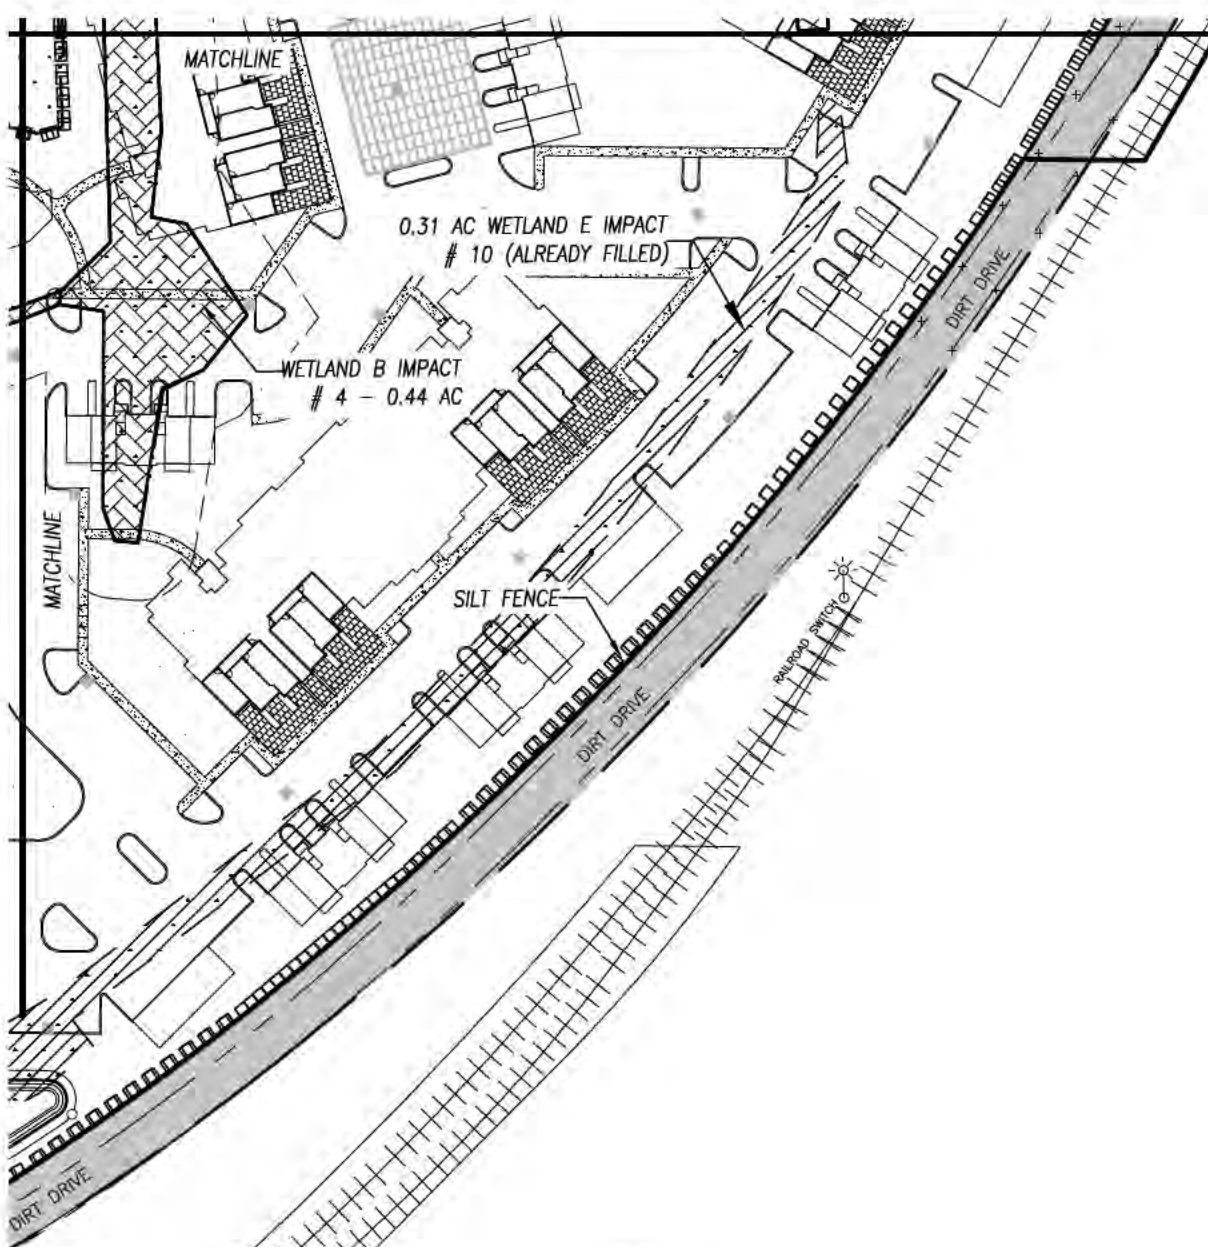 MATCHLINE
0.31 AC WETLAND E IMPACT
# 10 (ALREADY FILLED)
DIRT DRIVE
WETLAND B IMPACT
# 4 - 0.44 AC
MATCHLINE
SILT FENCE
RAILROAD SWITCH
DIRT DRIVE
DIRT DRIVE